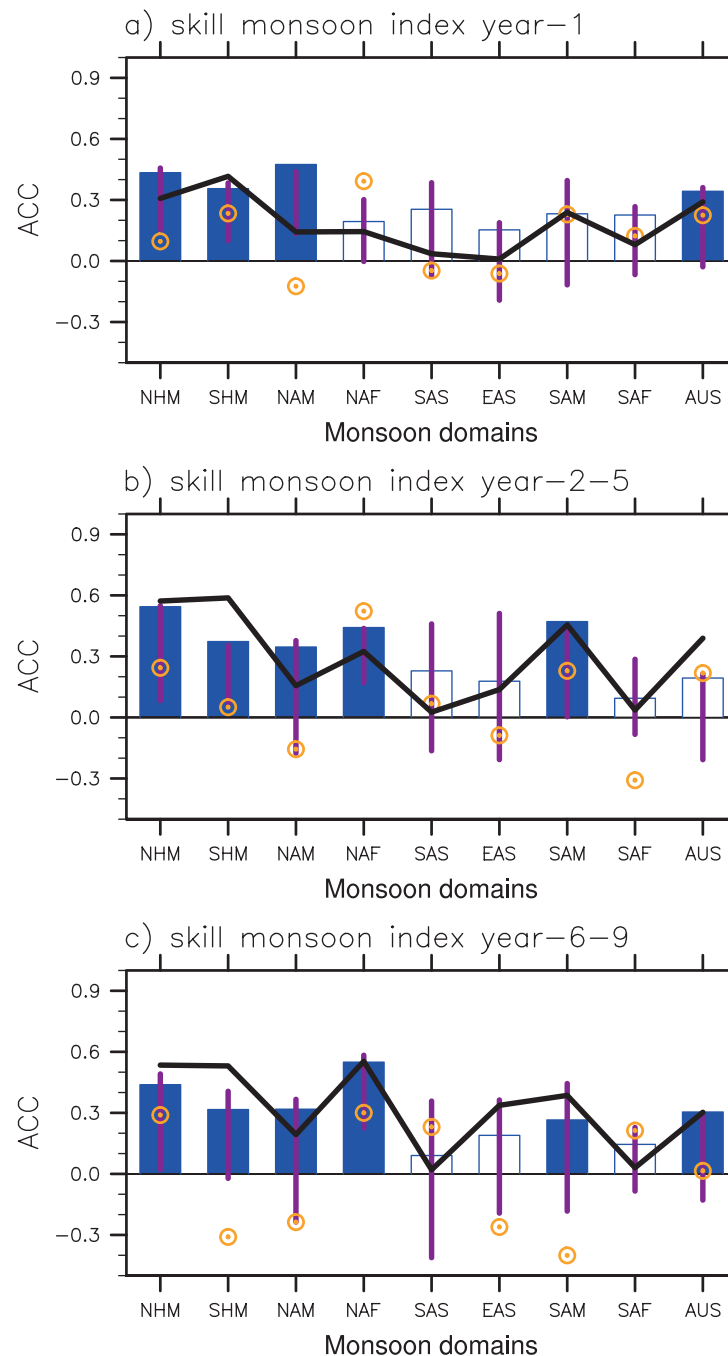 a) skill monsoon index year-1
0.9
0.6
0.3
0.0
-0.3
ACC
NHM SHM NAM NAF SAS EAS SAM SAF AUS
Monsoon domains
b) skill monsoon index year-2-5
0.9
0.6
0.3
0.0
-0.3
ACC
NHM SHM NAM NAF SAS EAS SAM SAF AUS
Monsoon domains
c) skill monsoon index year-6-9
0.9
0.6
0.3
0.0
-0.3
ACC
NHM SHM NAM NAF SAS EAS SAM SAF AUS
Monsoon domains